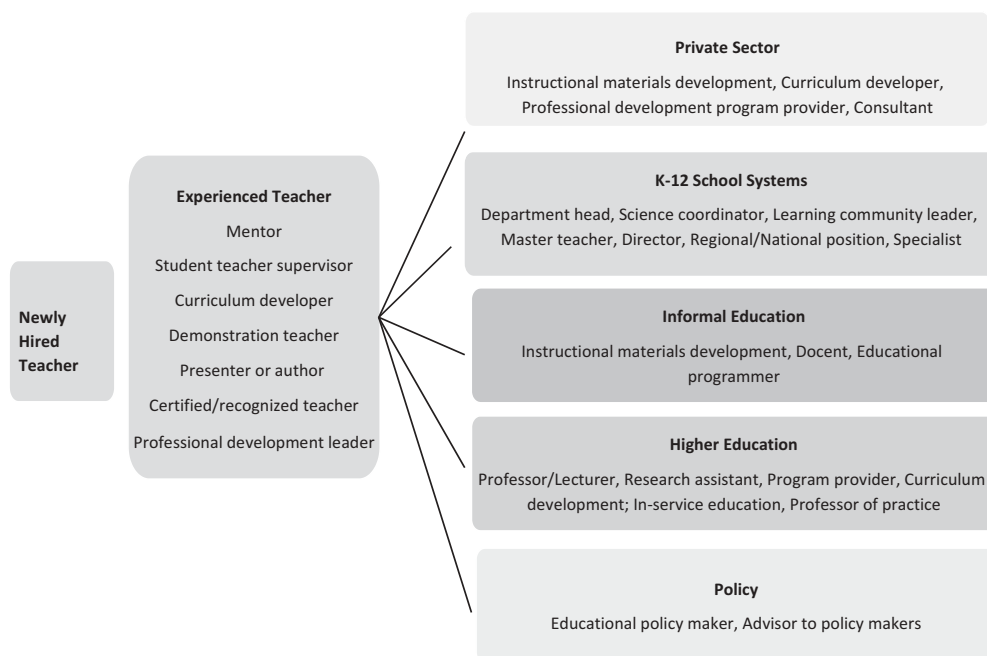 Newly
Hired
Teacher
Experienced Teacher
Mentor
Student teacher supervisor
Curriculum developer
Demonstration teacher
Presenter or author
Certified/recognized teacher
Professional development leader
Private Sector
Instructional materials development, Curriculum developer,
Professional development program provider, Consultant
K-12 School Systems
Department head, Science coordinator, Learning community leader,
Master teacher, Director, Regional/National position, Specialist
Informal Education
Instructional materials development, Docent, Educational
programmer
Higher Education
Professor/Lecturer, Research assistant, Program provider, Curriculum
development; In-service education, Professor of practice
Policy
Educational policy maker, Advisor to policy makers